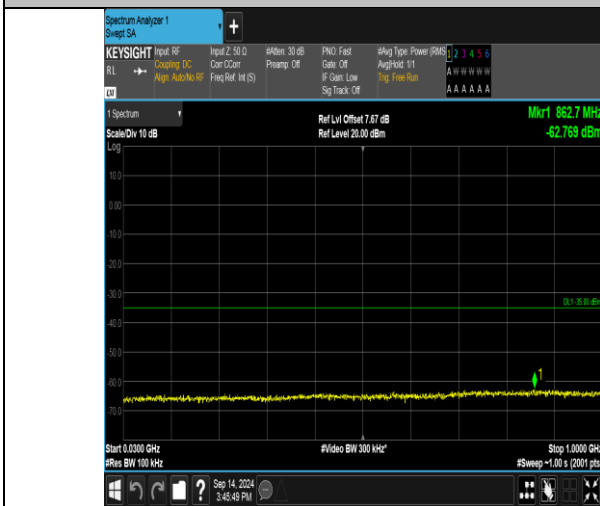 Spectrum Analyzer 1
Swept SA
+
KEYSIGHT
RL
LXI
Input: RF
Coupling: DC
Align: Auto/No RF
Input Z: 50 Ω
Corr CCorr
Freq Ref: Int (S)
#Atten: 30 dB
Preamp: Off
PNO: Fast
Gate: Off
IF Gain: Low
Sig Track: Off
#Avg Type: Power (RMS
Avg|Hold: 1/1
Trig: Free Run
1 2 3 4 5 6
A W W W W W
A A A A A A
1 Spectrum
Scale/Div 10 dB
Ref Lvl Offset 7.67 dB
Ref Level 20.00 dBm
Mkr1 862.7 MHz
-62.769 dBm
Log
10.0
0.00
-10.0
-20.0
-30.0
DL1 -35.00 dBm
-40.0
-50.0
-60.0
1
-70.0
Start 0.0300 GHz
#Res BW 100 kHz
#Video BW 300 kHz*
Stop 1.0000 GHz
#Sweep ~1.00 s (2001 pts)
?
Sep 14, 2024
3:45:49 PM